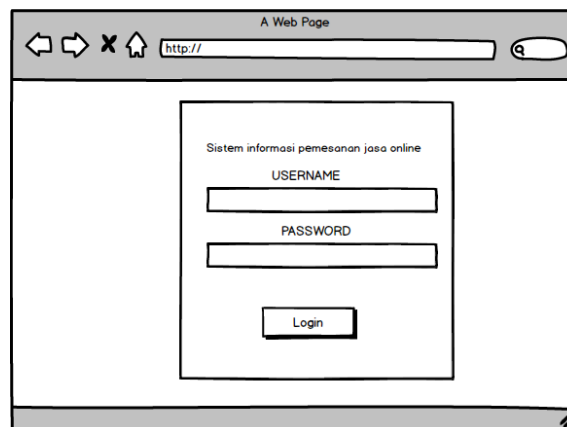 A Web Page
http://
Sistem informasi pemesanan jasa online
USERNAME
PASSWORD
Login